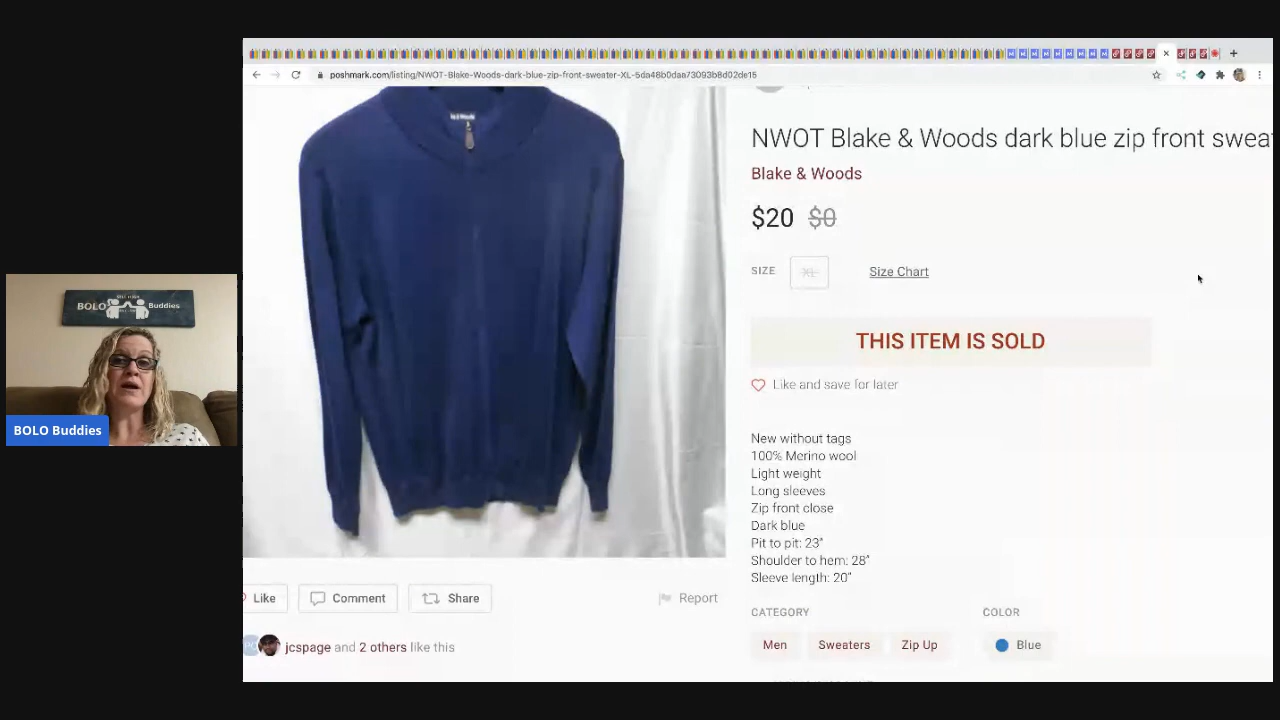 poshmark.com/listing/NWOT-Blake-Woods-dark-blue-zip-front-sweater-XL-5da48b0daa73093b8d02de15
NWOT Blake & Woods dark blue zip front swea
Blake & Woods
$20 $0
SIZE XL Size Chart
THIS ITEM IS SOLD
Like and save for later
New without tags
100% Merino wool
Light weight
Long sleeves
Zip front close
Dark blue
Pit to pit: 23"
Shoulder to hem: 28"
Sleeve length: 20"
Like Comment Share Report
CATEGORY COLOR
Men Sweaters Zip Up Blue
jcspage and 2 others like this
BOLO Buddies
BOLO Buddies